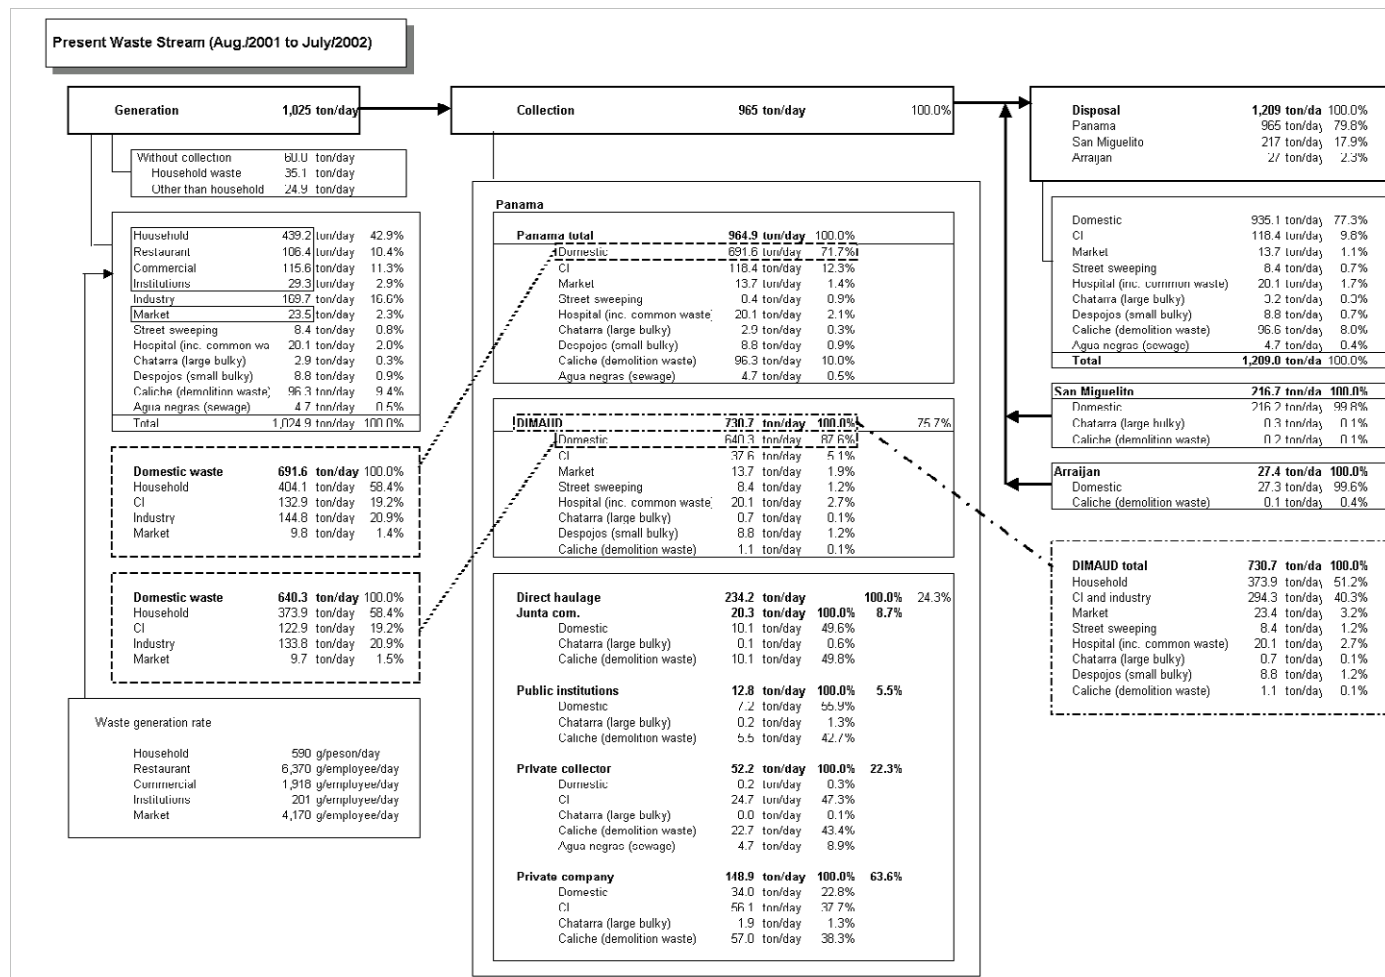 Present Waste Stream (Aug./2001 to July/2002)
Generation 1,025 ton/day
Without collection 60.0 ton/day
Household waste 35.1 ton/day
Other than household 24.9 ton/day
Household 439.2 ton/day 42.9%
Restaurant 106.4 ton/day 10.4%
Commercial 115.6 ton/day 11.3%
Institutions 29.3 ton/day 2.9%
Industry 169.7 ton/day 16.6%
Market 23.5 ton/day 2.3%
Street sweeping 8.4 ton/day 0.8%
Hospital (inc. common wa 20.1 ton/day 2.0%
Chatarra (large bulky) 2.9 ton/day 0.3%
Despojos (small bulky) 8.8 ton/day 0.9%
Caliche (demolition waste) 96.3 ton/day 9.4%
Agua negras (sewage) 4.7 ton/day 0.5%
Total 1,024.9 ton/day 100.0%
Domestic waste 691.6 ton/day 100.0%
Household 404.1 ton/day 58.4%
CI 132.9 ton/day 19.2%
Industry 144.8 ton/day 20.9%
Market 9.8 ton/day 1.4%
Domestic waste 640.3 ton/day 100.0%
Household 373.9 ton/day 58.4%
CI 122.9 ton/day 19.2%
Industry 133.8 ton/day 20.9%
Market 9.7 ton/day 1.5%
Waste generation rate
Household 590 g/peson/day
Restaurant 6,370 g/employee/day
Commercial 1,918 g/employee/day
Institutions 201 g/employee/day
Market 4,170 g/employee/day
Collection 965 ton/day 100.0%
Panama
Panama total 964.9 ton/day 100.0%
Domestic 691.6 ton/day 71.7%
CI 118.4 ton/day 12.3%
Market 13.7 ton/day 1.4%
Street sweeping 8.4 ton/day 0.9%
Hospital (inc. common waste) 20.1 ton/day 2.1%
Chatarra (large bulky) 2.9 ton/day 0.3%
Despojos (small bulky) 8.8 ton/day 0.9%
Caliche (demolition waste) 96.3 ton/day 10.0%
Agua negras (sewage) 4.7 ton/day 0.5%
DIMAUD 730.7 ton/day 100.0% 75.7%
Domestic 640.3 ton/day 87.6%
CI 37.6 ton/day 5.1%
Market 13.7 ton/day 1.9%
Street sweeping 8.4 ton/day 1.2%
Hospital (inc. common waste) 20.1 ton/day 2.7%
Chatarra (large bulky) 0.7 ton/day 0.1%
Despojos (small bulky) 8.8 ton/day 1.2%
Caliche (demolition waste) 1.1 ton/day 0.1%
Direct haulage 234.2 ton/day 100.0% 24.3%
Junta com. 20.3 ton/day 100.0% 8.7%
Domestic 10.1 ton/day 49.6%
Chatarra (large bulky) 0.1 ton/day 0.6%
Caliche (demolition waste) 10.1 ton/day 49.8%
Public institutions 12.8 ton/day 100.0% 5.5%
Domestic 7.2 ton/day 55.9%
Chatarra (large bulky) 0.2 ton/day 1.3%
Caliche (demolition waste) 5.5 ton/day 42.7%
Private collector 52.2 ton/day 100.0% 22.3%
Domestic 0.2 ton/day 0.3%
CI 24.7 ton/day 47.3%
Chatarra (large bulky) 0.0 ton/day 0.1%
Caliche (demolition waste) 22.7 ton/day 43.4%
Agua negras (sewage) 4.7 ton/day 8.9%
Private company 148.9 ton/day 100.0% 63.6%
Domestic 34.0 ton/day 22.8%
CI 56.1 ton/day 37.7%
Chatarra (large bulky) 1.9 ton/day 1.3%
Caliche (demolition waste) 57.0 ton/day 38.3%
Disposal 1,209 ton/da 100.0%
Panama 965 ton/day 79.8%
San Miguelito 217 ton/day 17.9%
Arraijan 27 ton/day 2.3%
Domestic 935.1 ton/day 77.3%
CI 118.4 ton/day 9.8%
Market 13.7 ton/day 1.1%
Street sweeping 8.4 ton/day 0.7%
Hospital (inc. common waste) 20.1 ton/day 1.7%
Chatarra (large bulky) 3.2 ton/day 0.3%
Despojos (small bulky) 8.8 ton/day 0.7%
Caliche (demolition waste) 96.6 ton/day 8.0%
Agua negras (sewage) 4.7 ton/day 0.4%
Total 1,209.0 ton/da 100.0%
San Miguelito 216.7 ton/da 100.0%
Domestic 216.2 ton/day 99.8%
Chatarra (large bulky) 0.3 ton/day 0.1%
Caliche (demolition waste) 0.2 ton/day 0.1%
Arraijan 27.4 ton/da 100.0%
Domestic 27.3 ton/day 99.6%
Caliche (demolition waste) 0.1 ton/day 0.4%
DIMAUD total 730.7 ton/da 100.0%
Household 373.9 ton/day 51.2%
CI and industry 294.3 ton/day 40.3%
Market 23.4 ton/day 3.2%
Street sweeping 8.4 ton/day 1.2%
Hospital (inc. common waste) 20.1 ton/day 2.7%
Chatarra (large bulky) 0.7 ton/day 0.1%
Despojos (small bulky) 8.8 ton/day 1.2%
Caliche (demolition waste) 1.1 ton/day 0.1%